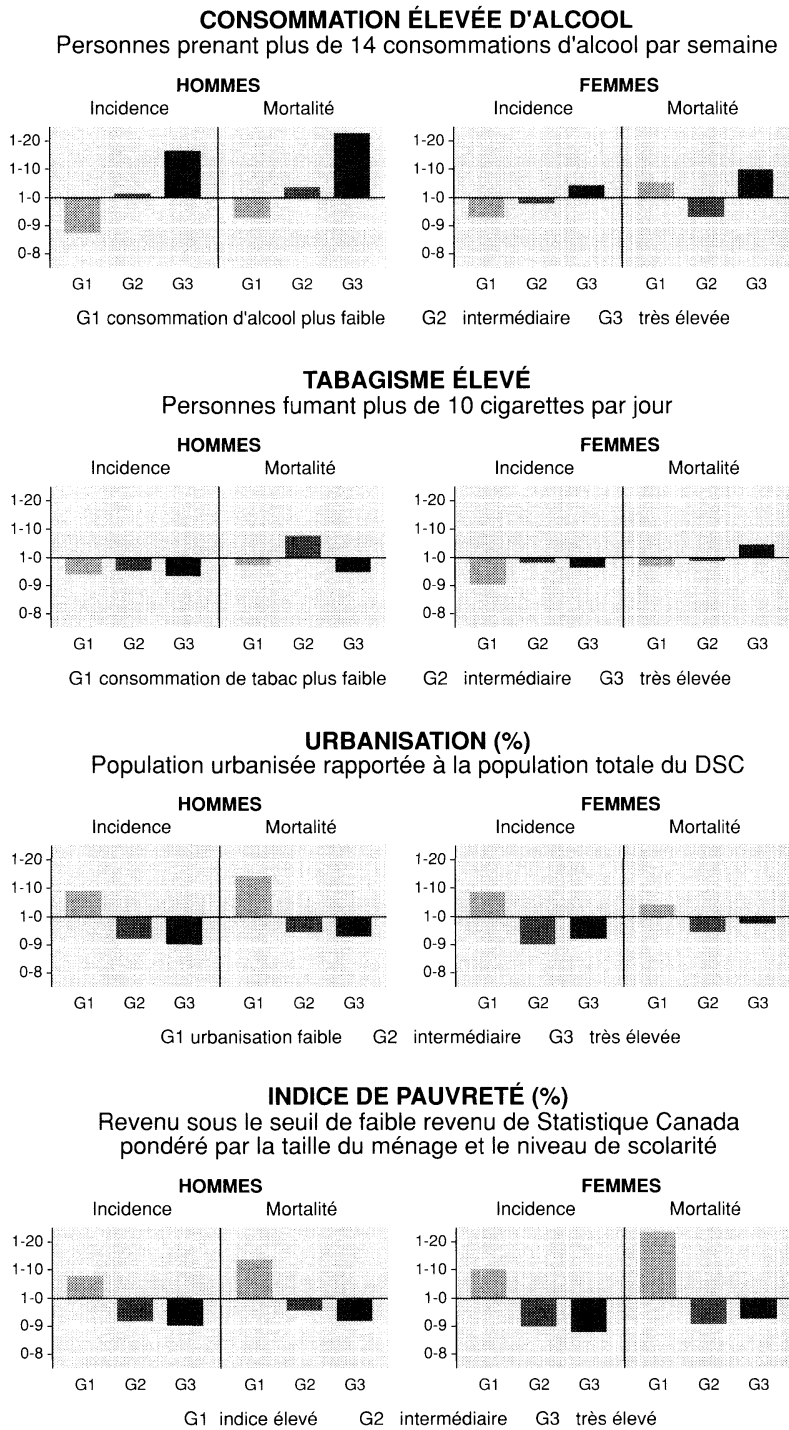 CONSOMMATION ÉLEVÉE D'ALCOOL
Personnes prenant plus de 14 consommations d'alcool par semaine
HOMMES
FEMMES
Incidence Mortalité
Incidence Mortalité
1-20
1-10
1-0
0-9
0-8
1-20
1-10
1-0
0-9
0-8
G1 G2 G3 G1 G2 G3
G1 G2 G3 G1 G2 G3
G1 consommation d'alcool plus faible G2 intermédiaire G3 très élevée
TABAGISME ÉLEVÉ
Personnes fumant plus de 10 cigarettes par jour
HOMMES
FEMMES
Incidence Mortalité
Incidence Mortalité
1-20
1-10
1-0
0-9
0-8
1-20
1-10
1-0
0-9
0-8
G1 G2 G3 G1 G2 G3
G1 G2 G3 G1 G2 G3
G1 consommation de tabac plus faible G2 intermédiaire G3 très élevée
URBANISATION (%)
Population urbanisée rapportée à la population totale du DSC
HOMMES
FEMMES
Incidence Mortalité
Incidence Mortalité
1-20
1-10
1-0
0-9
0-8
1-20
1-10
1-0
0-9
0-8
G1 G2 G3 G1 G2 G3
G1 G2 G3 G1 G2 G3
G1 urbanisation faible G2 intermédiaire G3 très élevée
INDICE DE PAUVRETÉ (%)
Revenu sous le seuil de faible revenu de Statistique Canada
pondéré par la taille du ménage et le niveau de scolarité
HOMMES
FEMMES
Incidence Mortalité
Incidence Mortalité
1-20
1-10
1-0
0-9
0-8
1-20
1-10
1-0
0-9
0-8
G1 G2 G3 G1 G2 G3
G1 G2 G3 G1 G2 G3
G1 indice élevé G2 intermédiaire G3 très élevé